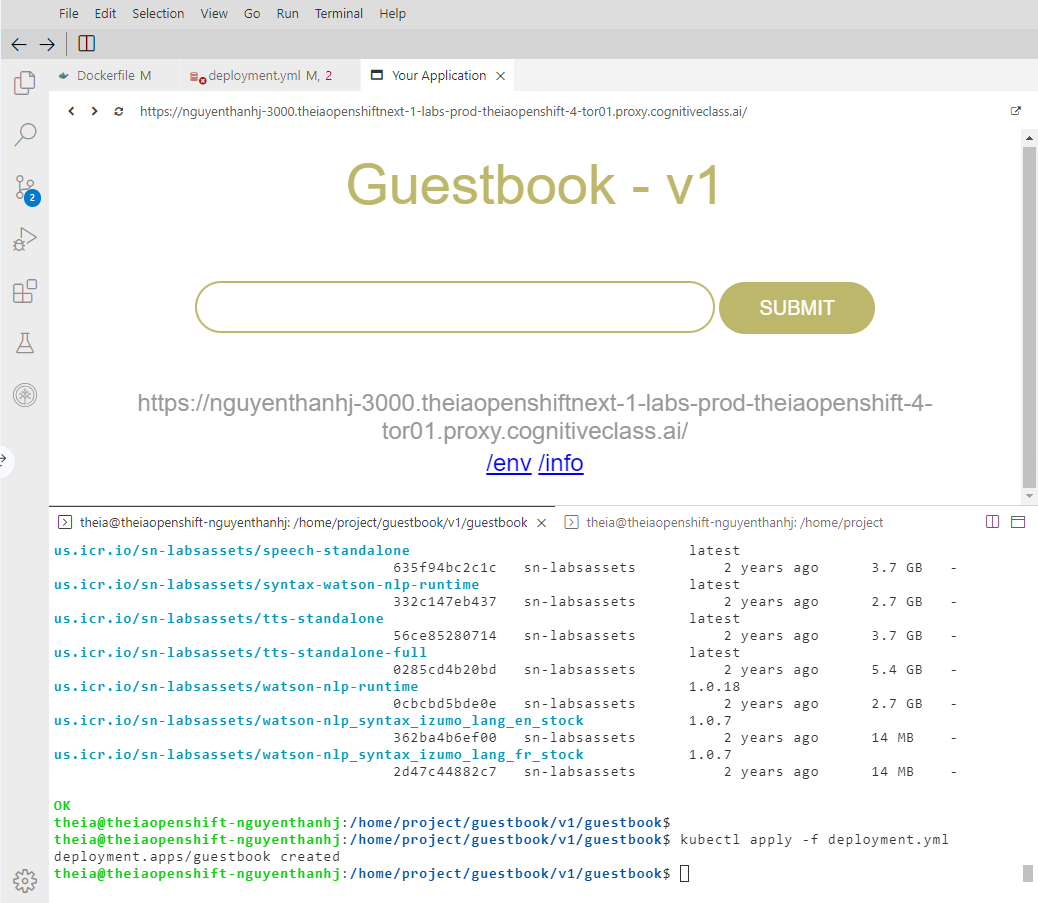 File Edit Selection View Go Run Terminal Help
Dockerfile M deployment.yml M, 2 Your Application
https://nguyenthanhj-3000.theiaopenshiftnext-1-labs-prod-theiaopenshift-4-tor01.proxy.cognitiveclass.ai/
Guestbook - v1
SUBMIT
2
https://nguyenthanhj-3000.theiaopenshiftnext-1-labs-prod-theiaopenshift-4-
tor01.proxy.cognitiveclass.ai/
/env /info
theia@theiaopenshift-nguyenthanhj: /home/project/guestbook/v1/guestbook theia@theiaopenshift-nguyenthanhj: /home/project
us.icr.io/sn-labsassets/speech-standalone latest
635f94bc2c1c sn-labsassets 2 years ago 3.7 GB -
us.icr.io/sn-labsassets/syntax-watson-nlp-runtime latest
332c147eb437 sn-labsassets 2 years ago 2.7 GB -
us.icr.io/sn-labsassets/tts-standalone latest
56ce85280714 sn-labsassets 2 years ago 3.7 GB -
us.icr.io/sn-labsassets/tts-standalone-full latest
0285cd4b20bd sn-labsassets 2 years ago 5.4 GB -
us.icr.io/sn-labsassets/watson-nlp-runtime 1.0.18
0cbcbd5bde0e sn-labsassets 2 years ago 2.7 GB -
us.icr.io/sn-labsassets/watson-nlp_syntax_izumo_lang_en_stock 1.0.7
362ba4b6ef00 sn-labsassets 2 years ago 14 MB -
us.icr.io/sn-labsassets/watson-nlp_syntax_izumo_lang_fr_stock 1.0.7
2d47c44882c7 sn-labsassets 2 years ago 14 MB -
OK
theia@theiaopenshift-nguyenthanhj:/home/project/guestbook/v1/guestbook$
theia@theiaopenshift-nguyenthanhj:/home/project/guestbook/v1/guestbook$ kubectl apply -f deployment.yml
deployment.apps/guestbook created
theia@theiaopenshift-nguyenthanhj:/home/project/guestbook/v1/guestbook$